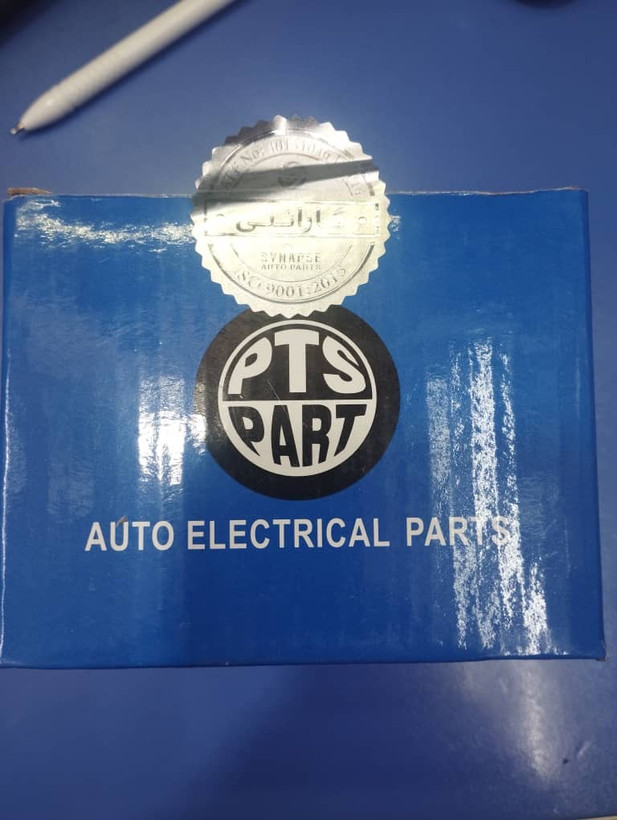 گارانتی
SYNAPSE
AUTO PARTS
ISO 9001:2015
PTS
PART
AUTO ELECTRICAL PARTS